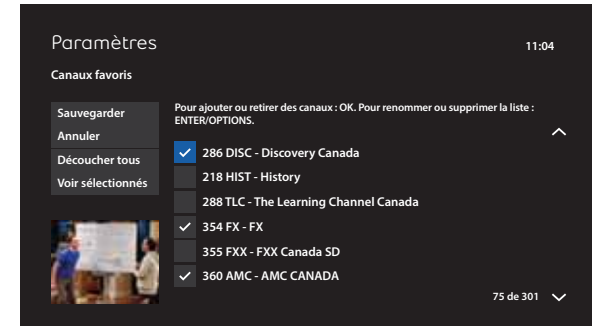 Paramètres
11:04
Canaux favoris
Sauvegarder
Annuler
Découcher tous
Voir sélectionnés
Pour ajouter ou retirer des canaux : OK. Pour renommer ou supprimer la liste :
ENTER/OPTIONS.
286 DISC - Discovery Canada
218 HIST - History
288 TLC - The Learning Channel Canada
354 FX - FX
355 FXX - FXX Canada SD
360 AMC - AMC CANADA
75 de 301